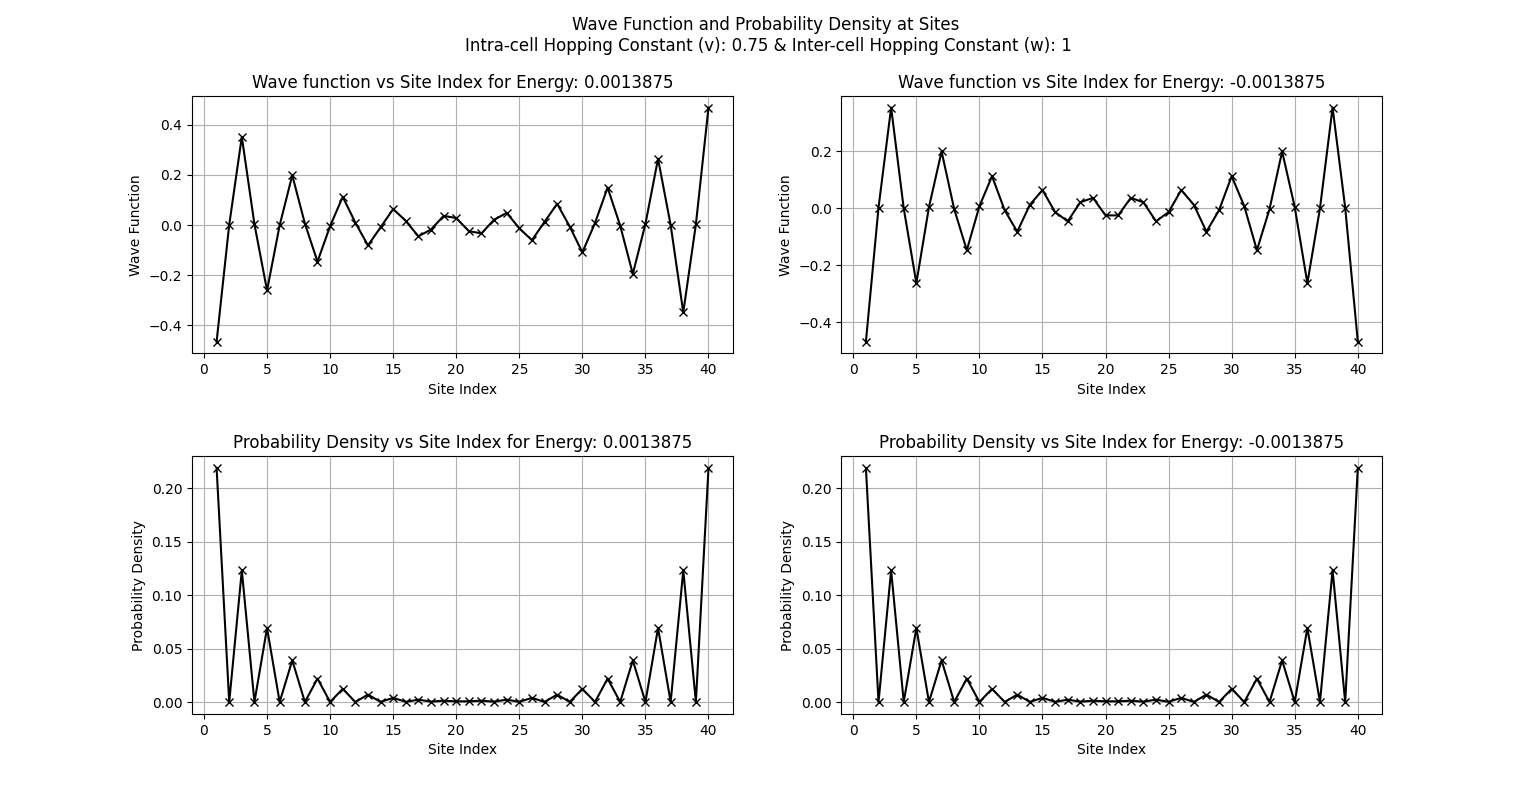 Wave Function and Probability Density at Sites
Intra-cell Hopping Constant (v): 0.75 & Inter-cell Hopping Constant (w): 1
Wave function vs Site Index for Energy: 0.0013875
Wave Function
0.4
0.2
0.0
−0.2
−0.4
0 5 10 15 20 25 30 35 40
Site Index
Wave function vs Site Index for Energy: -0.0013875
Wave Function
0.2
0.0
−0.2
−0.4
0 5 10 15 20 25 30 35 40
Site Index
Probability Density vs Site Index for Energy: 0.0013875
Probability Density
0.20
0.15
0.10
0.05
0.00
0 5 10 15 20 25 30 35 40
Site Index
Probability Density vs Site Index for Energy: -0.0013875
Probability Density
0.20
0.15
0.10
0.05
0.00
0 5 10 15 20 25 30 35 40
Site Index